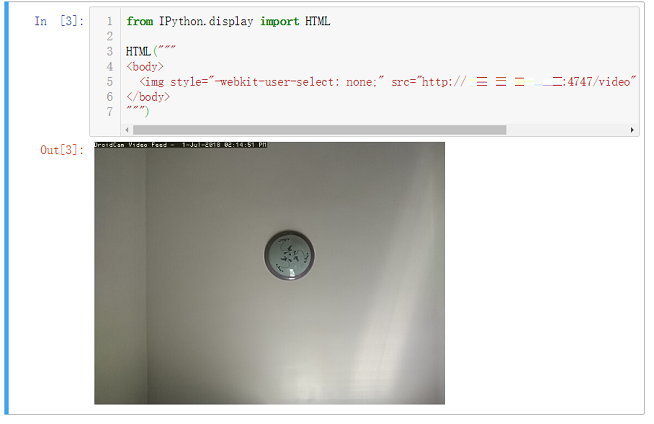 In [3]:
1 from IPython.display import HTML
2
3 HTML("""
4 <body>
5 <img style="-webkit-user-select: none;" src="http:// :4747/video"
6 </body>
7 """)
Out[3]:
DroidCam Video Feed - 1-Jul-2018 02:14:51 PM